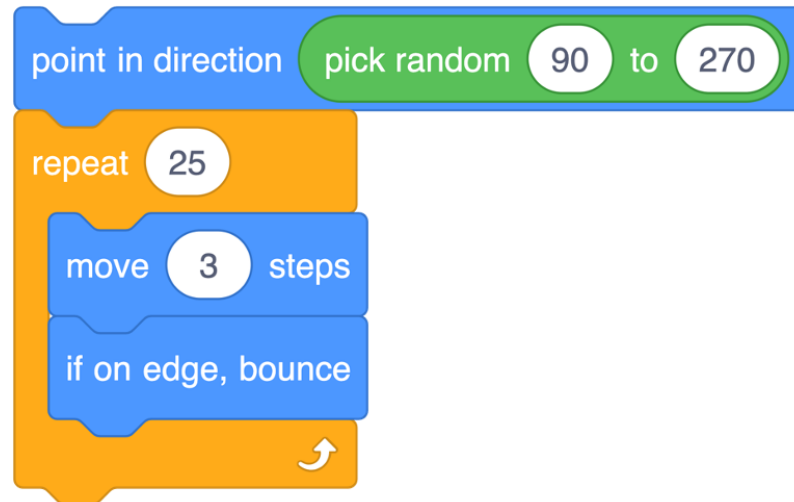 point in direction pick random 90 to 270
repeat 25
move 3 steps
if on edge, bounce